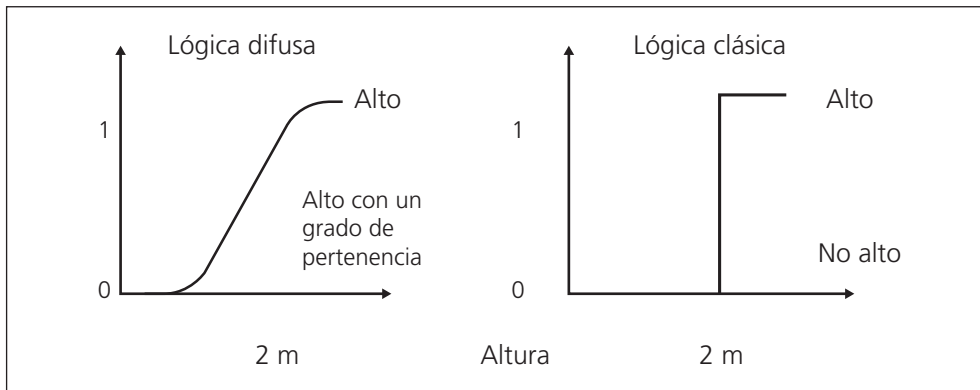 Lógica difusa
Alto
1
Alto con un
grado de
pertenencia
0
2 m
Altura
Lógica clásica
Alto
1
No alto
0
2 m